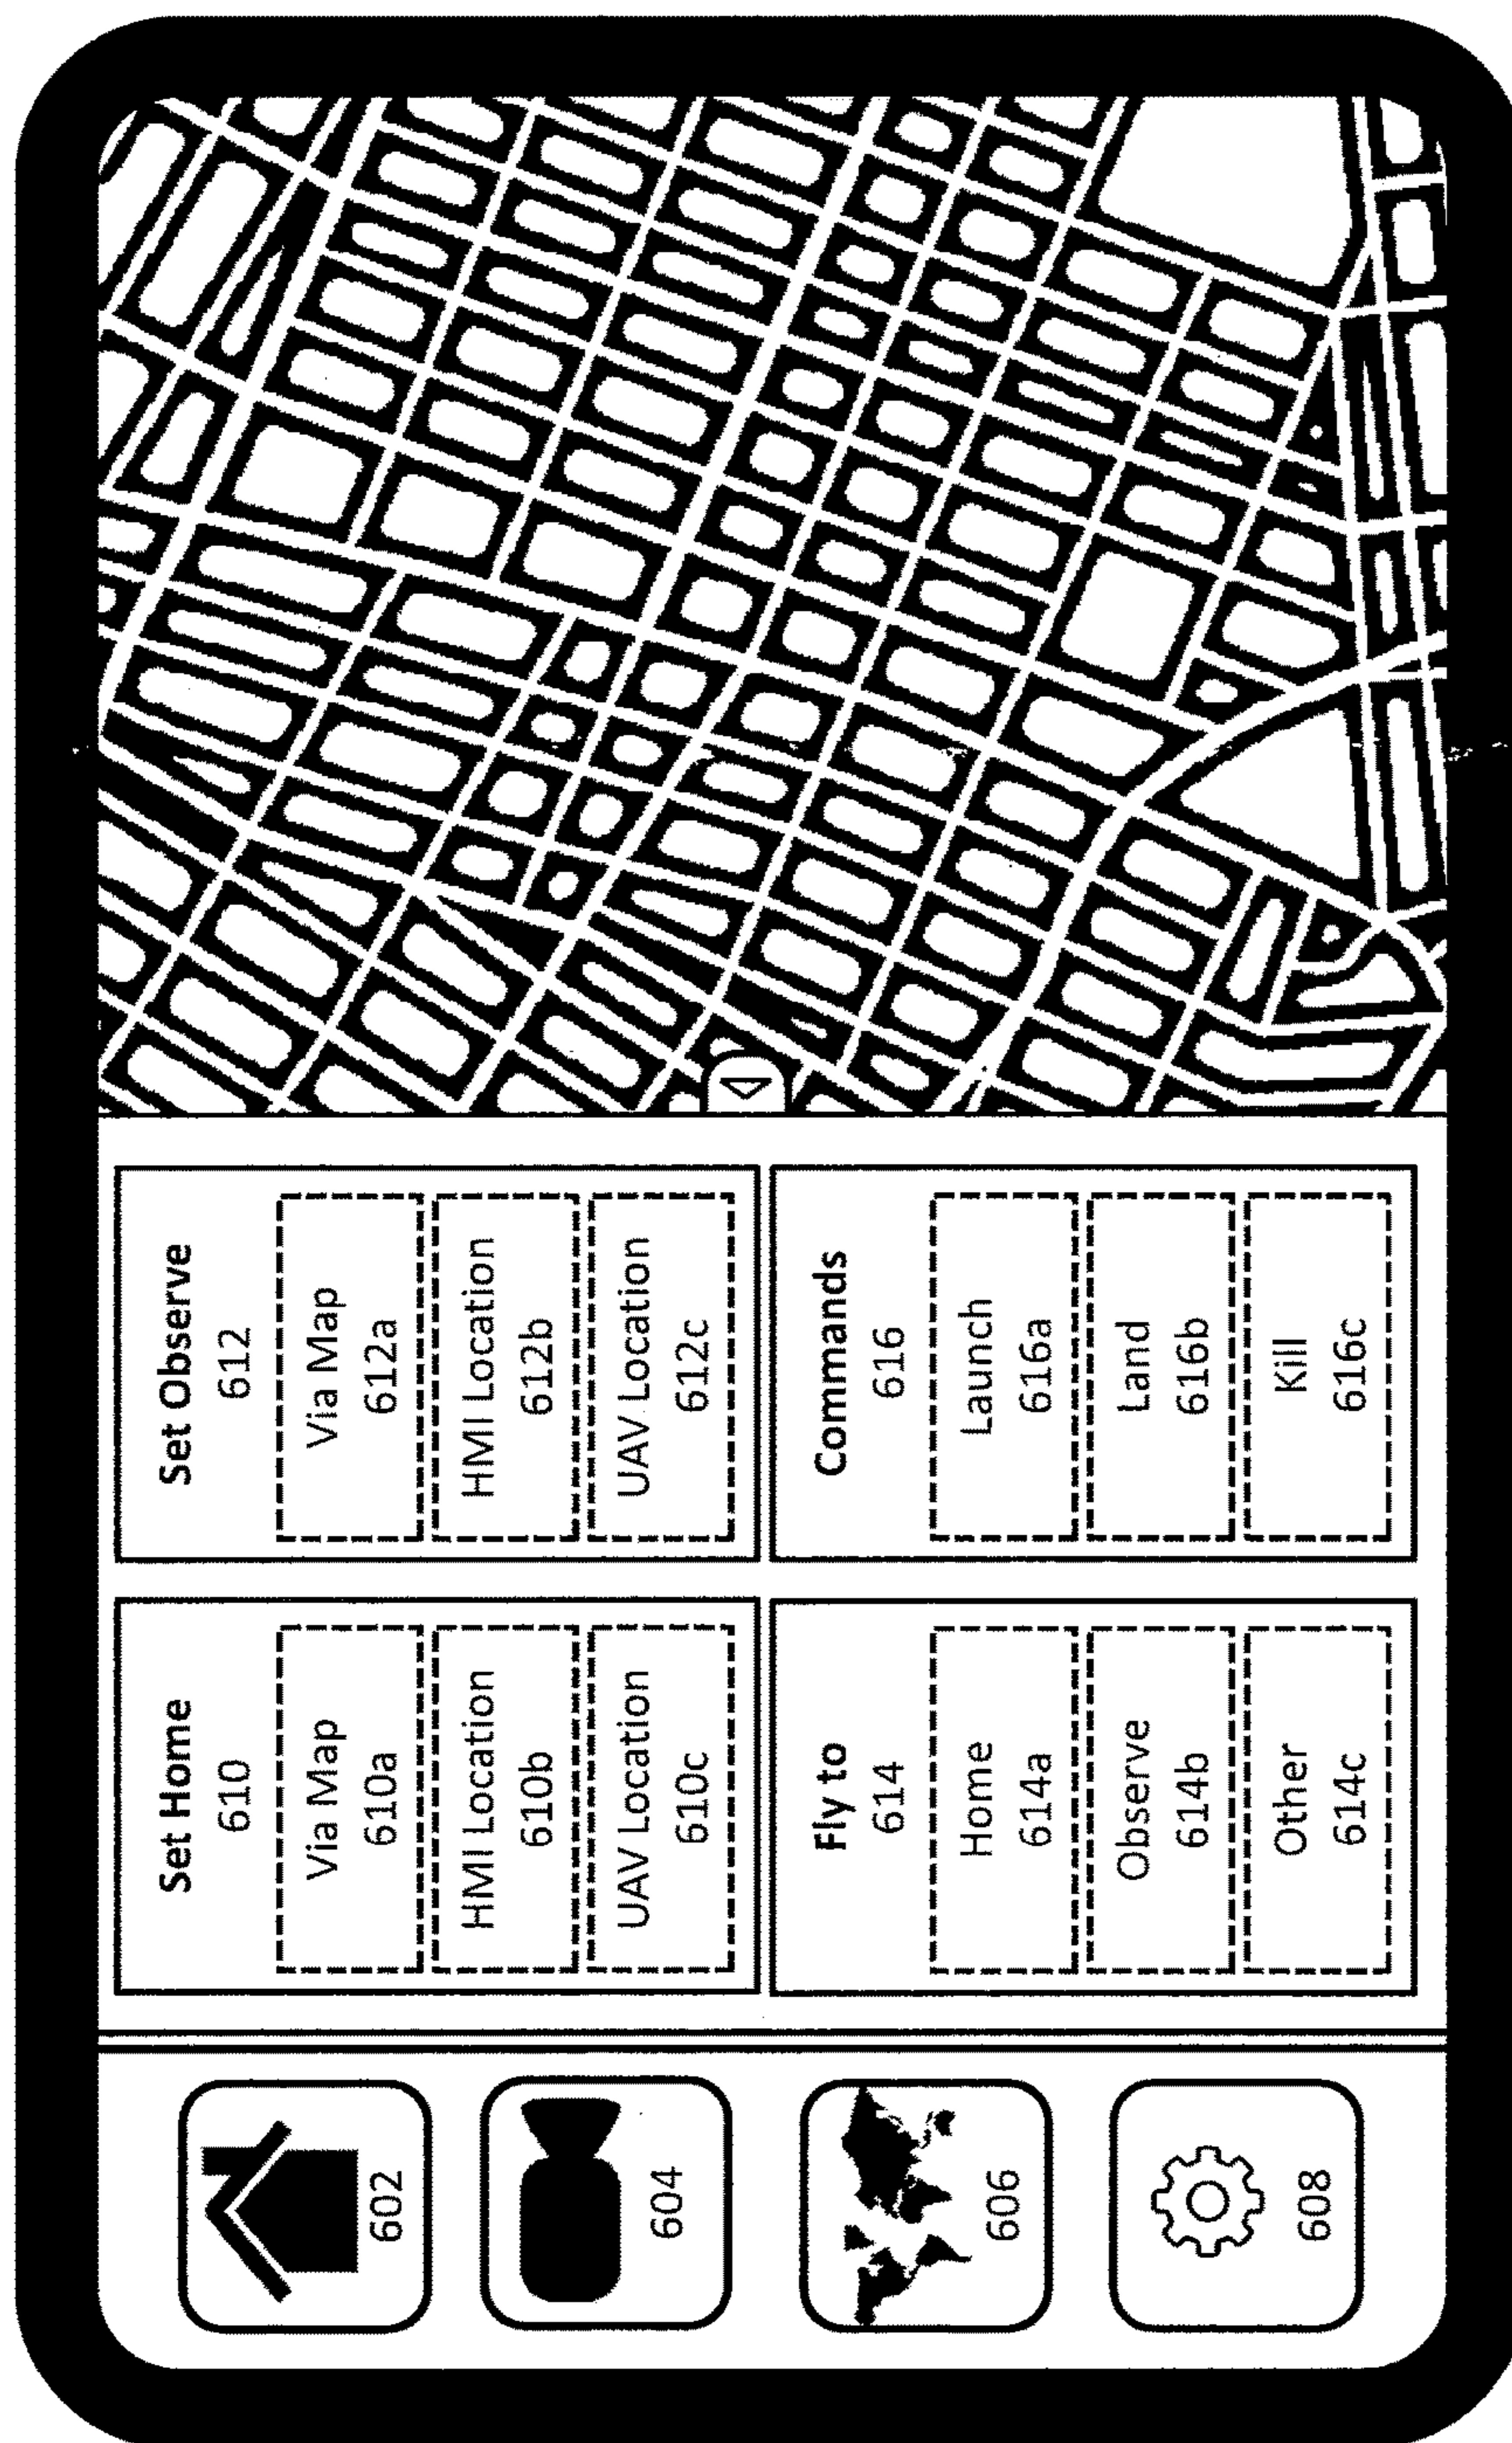 602
604
606
608
Set Home
610
Via Map
610a
HMI Location
610b
UAV Location
610c
Set Observe
612
Via Map
612a
HMI Location
612b
UAV Location
612c
Fly to
614
Home
614a
Observe
614b
Other
614c
Commands
616
Launch
616a
Land
616b
Kill
616c